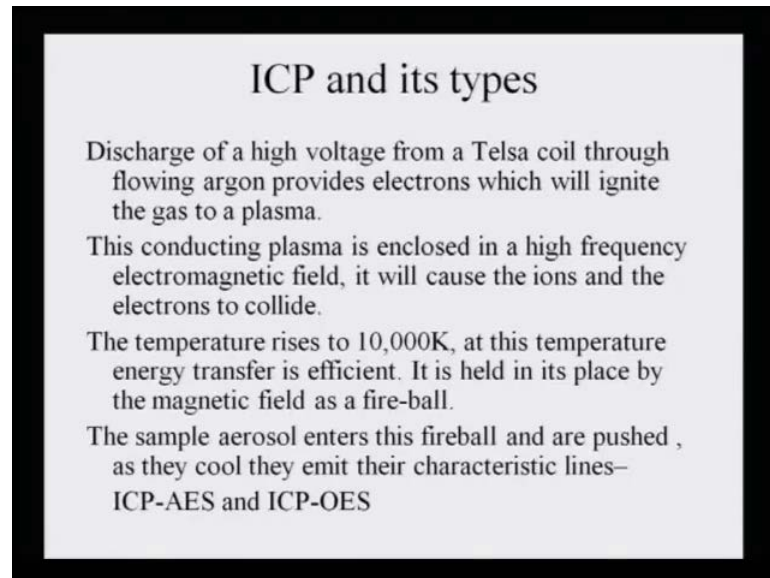 ICP and its types
Discharge of a high voltage from a Telsa coil through
flowing argon provides electrons which will ignite
the gas to a plasma.
This conducting plasma is enclosed in a high frequency
electromagnetic field, it will cause the ions and the
electrons to collide.
The temperature rises to 10,000K, at this temperature
energy transfer is efficient. It is held in its place by
the magnetic field as a fire-ball.
The sample aerosol enters this fireball and are pushed ,
as they cool they emit their characteristic lines–
ICP-AES and ICP-OES